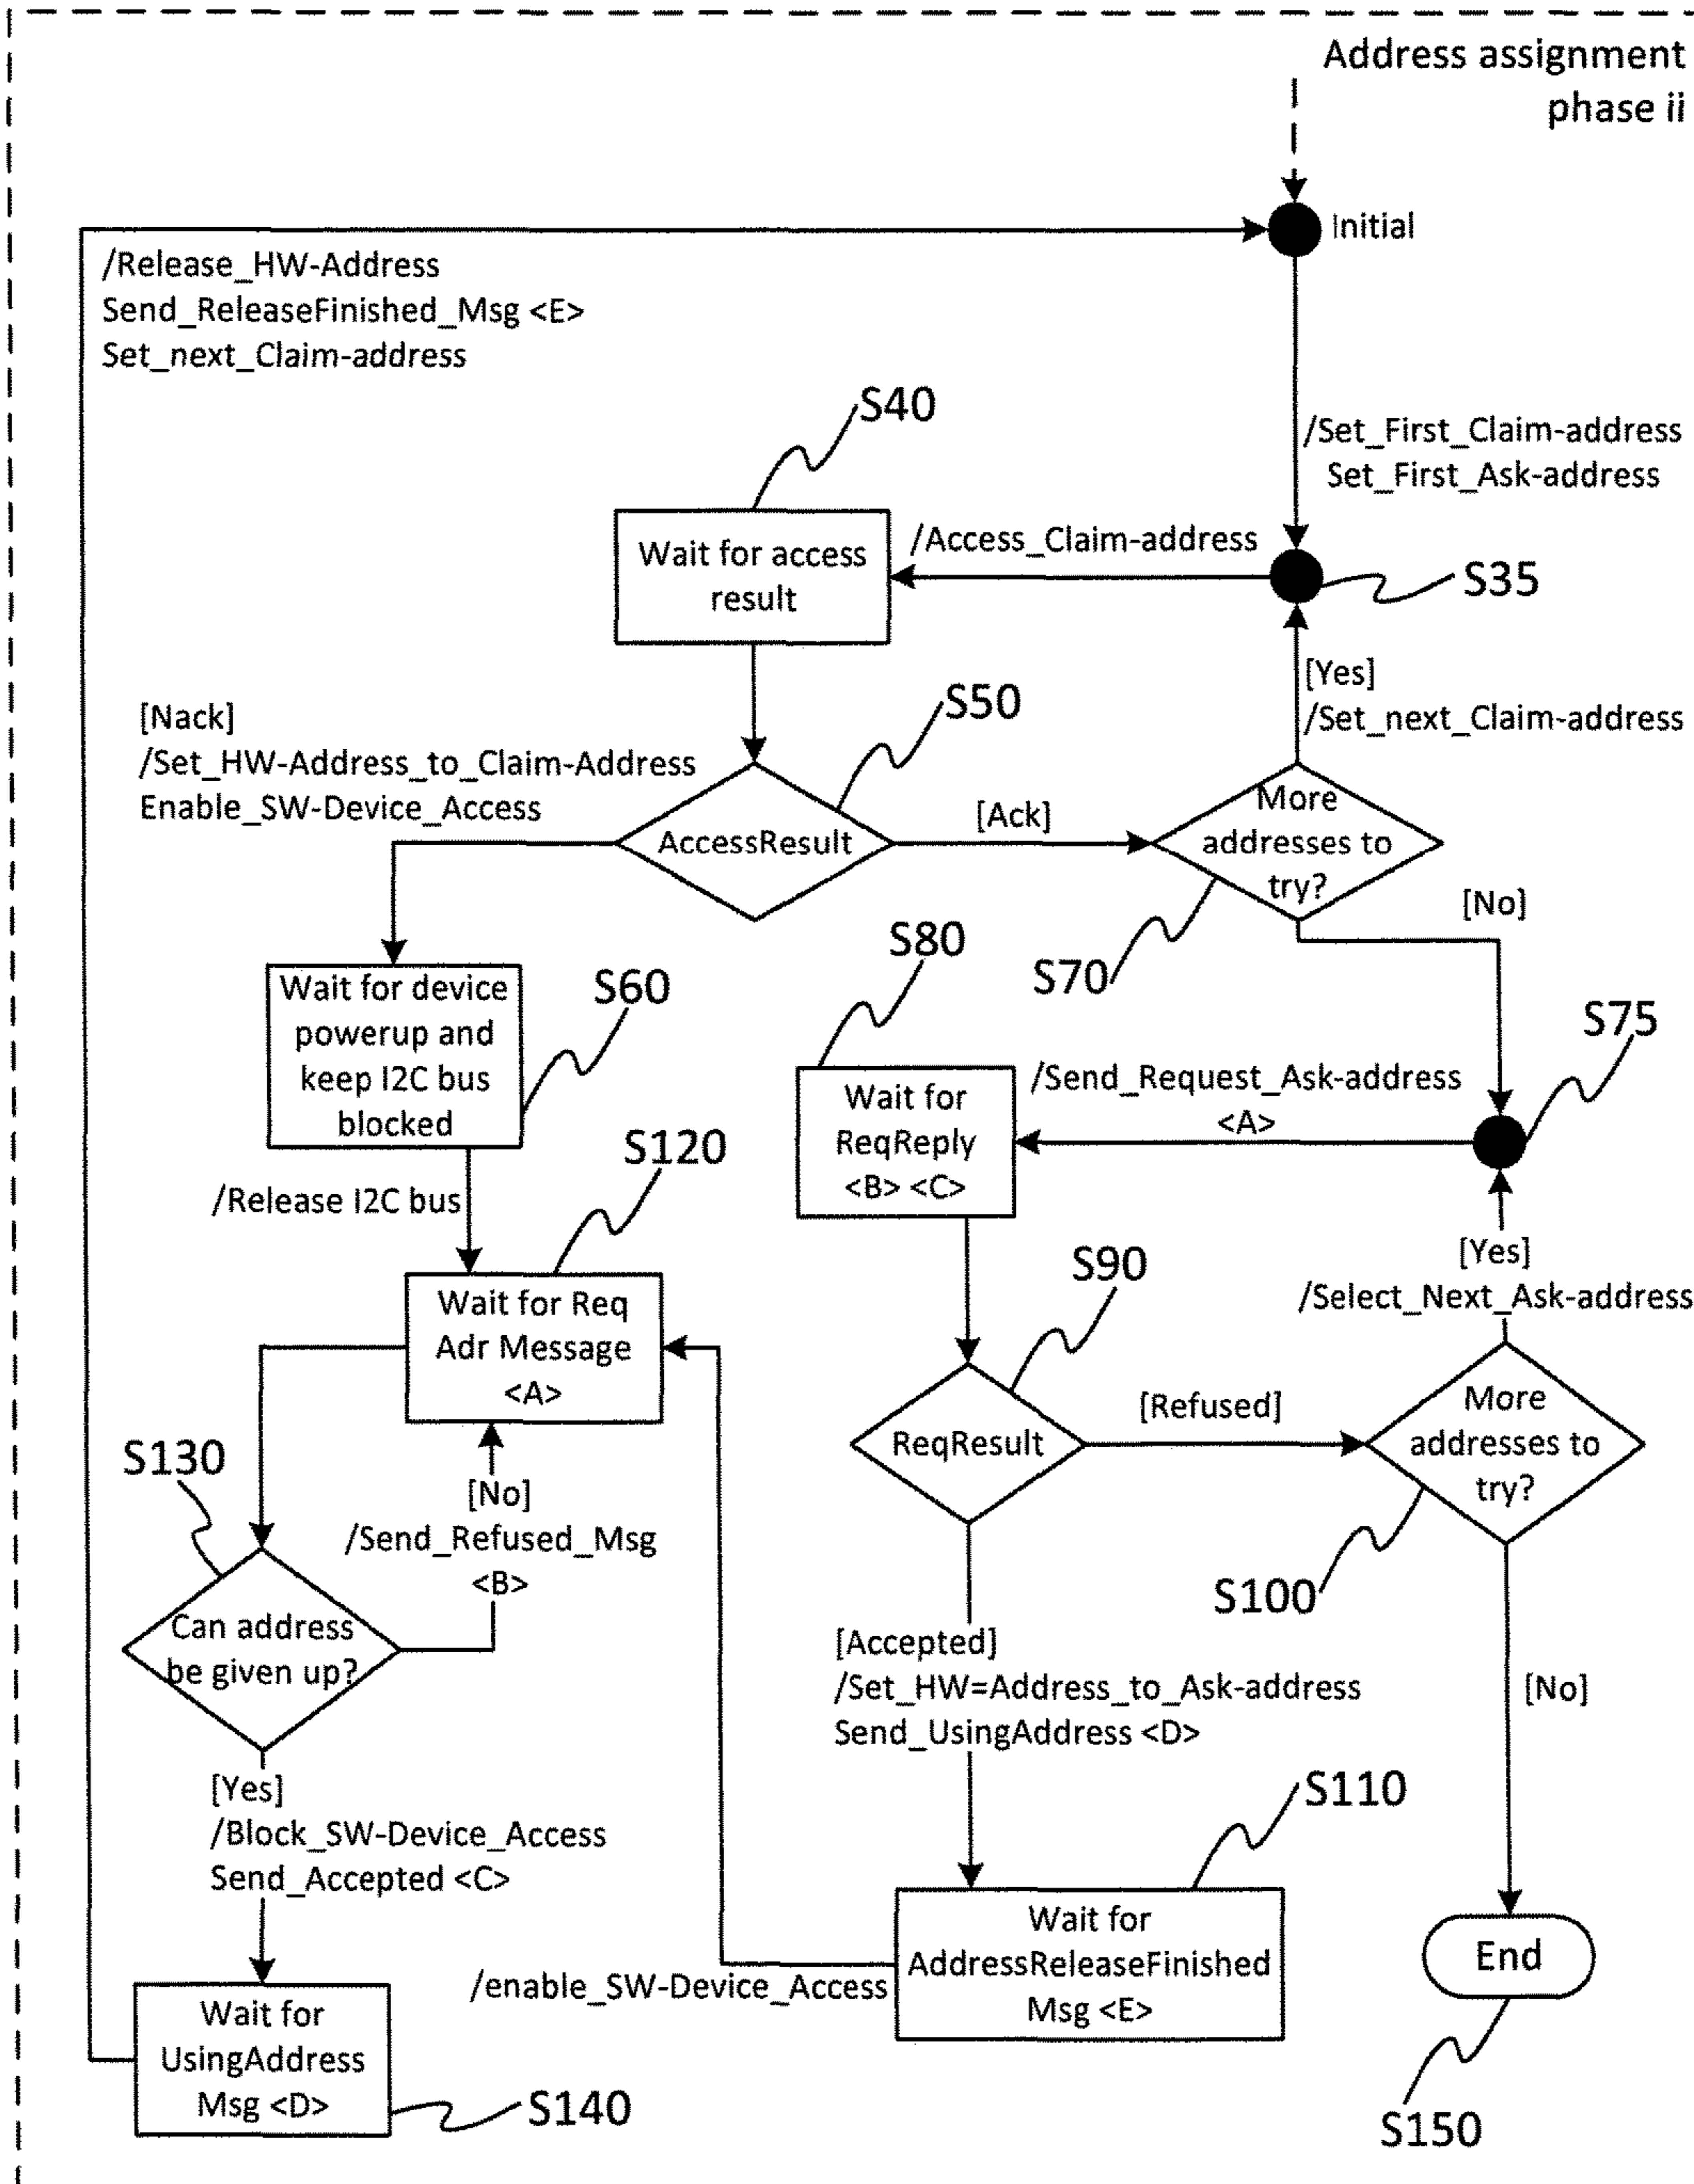 Address assignment
phase ii
Initial
/Release_HW-Address
Send_ReleaseFinished_Msg <E>
Set_next_Claim-address
S40
/Set_First_Claim-address
Set_First_Ask-address
Wait for access
result
/Access_Claim-address
S35
[Yes]
/Set_next_Claim-address
[Nack]
/Set_HW-Address_to_Claim-Address
Enable_SW-Device_Access
S50
AccessResult
[Ack]
More
addresses to
try?
[No]
S70
S80
Wait for device
powerup and
keep I2C bus
blocked
S60
S75
Wait for
ReqReply
<B> <C>
/Send_Request_Ask-address
<A>
/Release I2C bus
S120
[Yes]
/Select_Next_Ask-address
S90
Wait for Req
Adr Message
<A>
ReqResult
[Refused]
More
addresses to
try?
S130
[No]
/Send_Refused_Msg
<B>
S100
Can address
be given up?
[Accepted]
/Set_HW=Address_to_Ask-address
Send_UsingAddress <D>
[No]
[Yes]
/Block_SW-Device_Access
Send_Accepted <C>
S110
Wait for
AddressReleaseFinished
Msg <E>
/enable_SW-Device_Access
End
Wait for
UsingAddress
Msg <D>
S140
S150